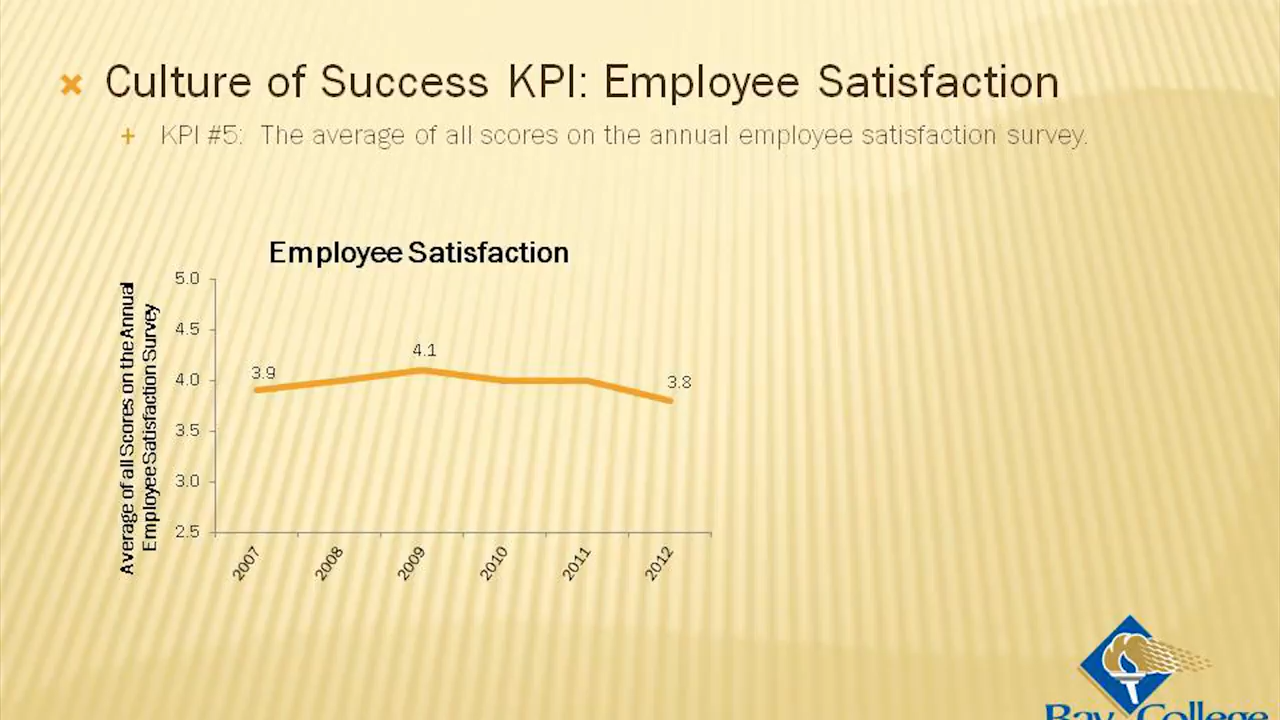 Culture of Success KPI: Employee Satisfaction
KPI #5: The average of all scores on the annual employee satisfaction survey.
Employee Satisfaction
Average of all Scores on the Annual
Employee Satisfaction Survey
5.0
4.5
4.0
3.5
3.0
2.5
3.9
4.1
3.8
2007
2008
2009
2010
2011
2012
Bay College